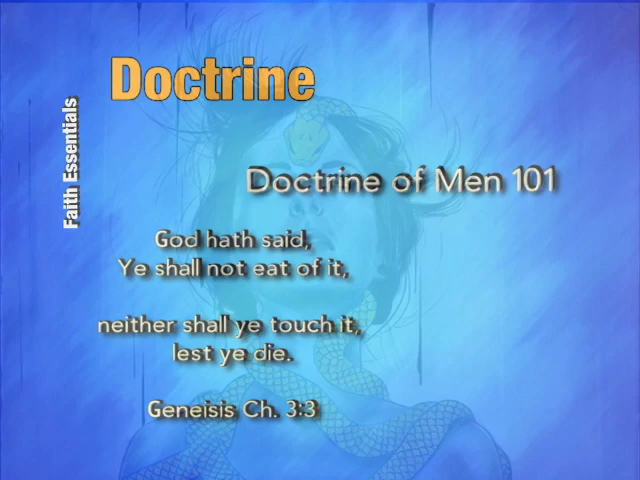 Doctrine
Faith Essentials
Doctrine of Men 101
God hath said,
Ye shall not eat of it,
neither shall ye touch it,
lest ye die.
Geneisis Ch. 3:3